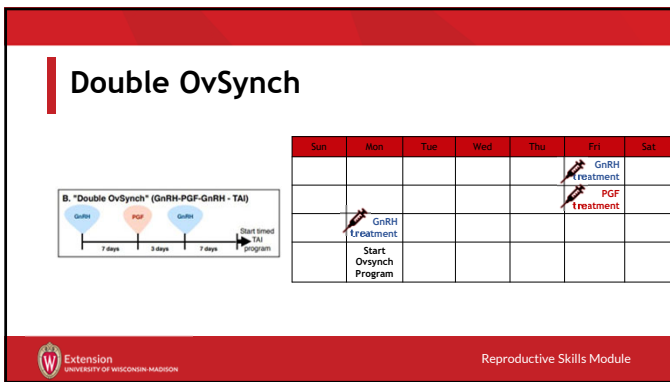 Double OvSynch
Sun Mon Tue Wed Thu Fri Sat
GnRH
treatment
PGF
treatment
GnRH
treatment
Start
Ovsynch
Program
B. "Double OvSynch" (GnRH-PGF-GnRH - TAI)
GnRH PGF GnRH
Start timed
TAI
program
7 days 3 days 7 days
Extension
UNIVERSITY OF WISCONSIN-MADISON
Reproductive Skills Module